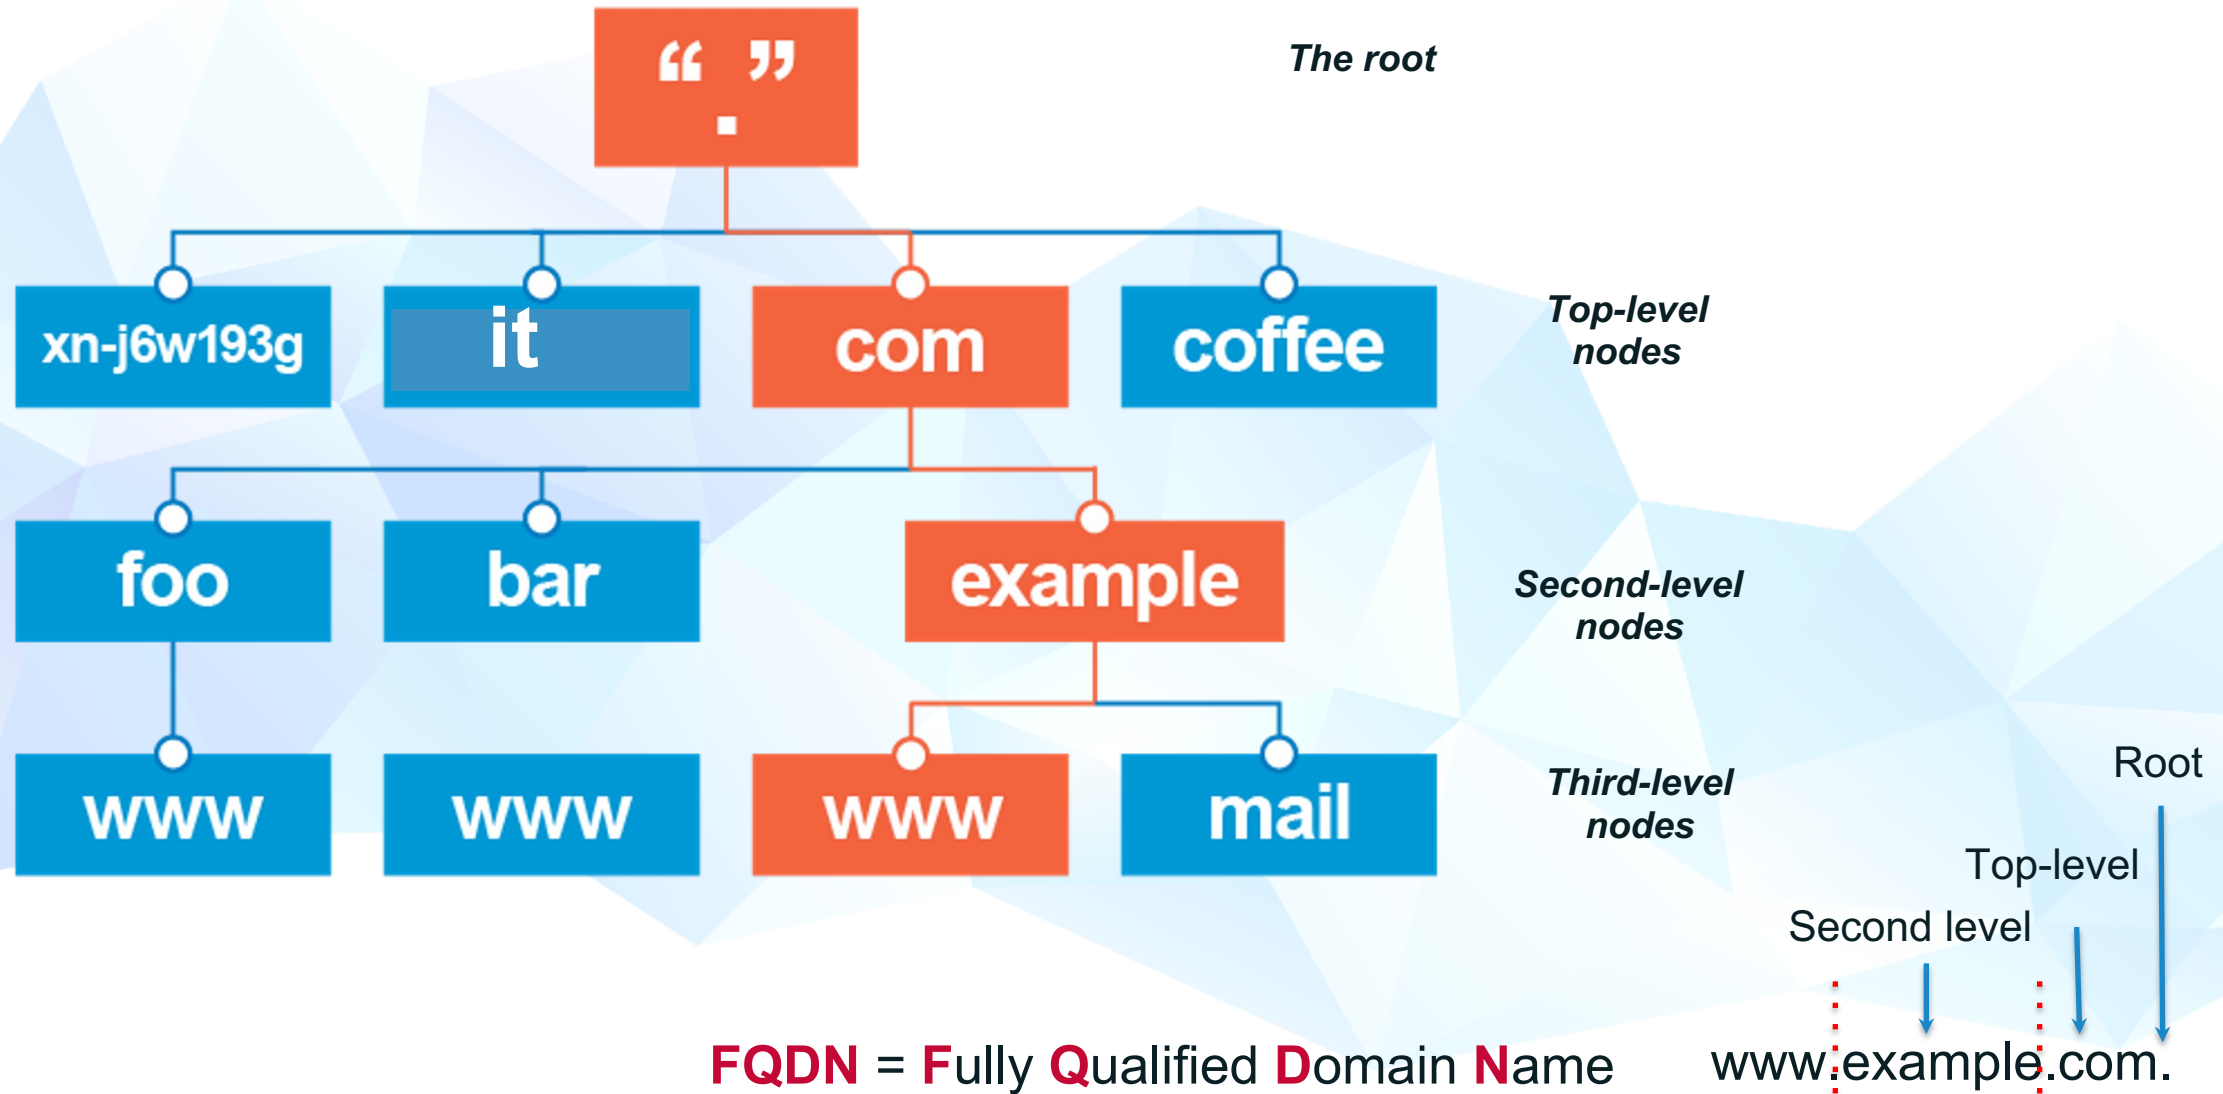 “.”
The root
xn-j6w193g
it
com
coffee
Top-level
nodes
foo
bar
example
Second-level
nodes
www
www
www
mail
Third-level
nodes
Root
Top-level
Second level
FQDN = Fully Qualified Domain Name
www.example.com.